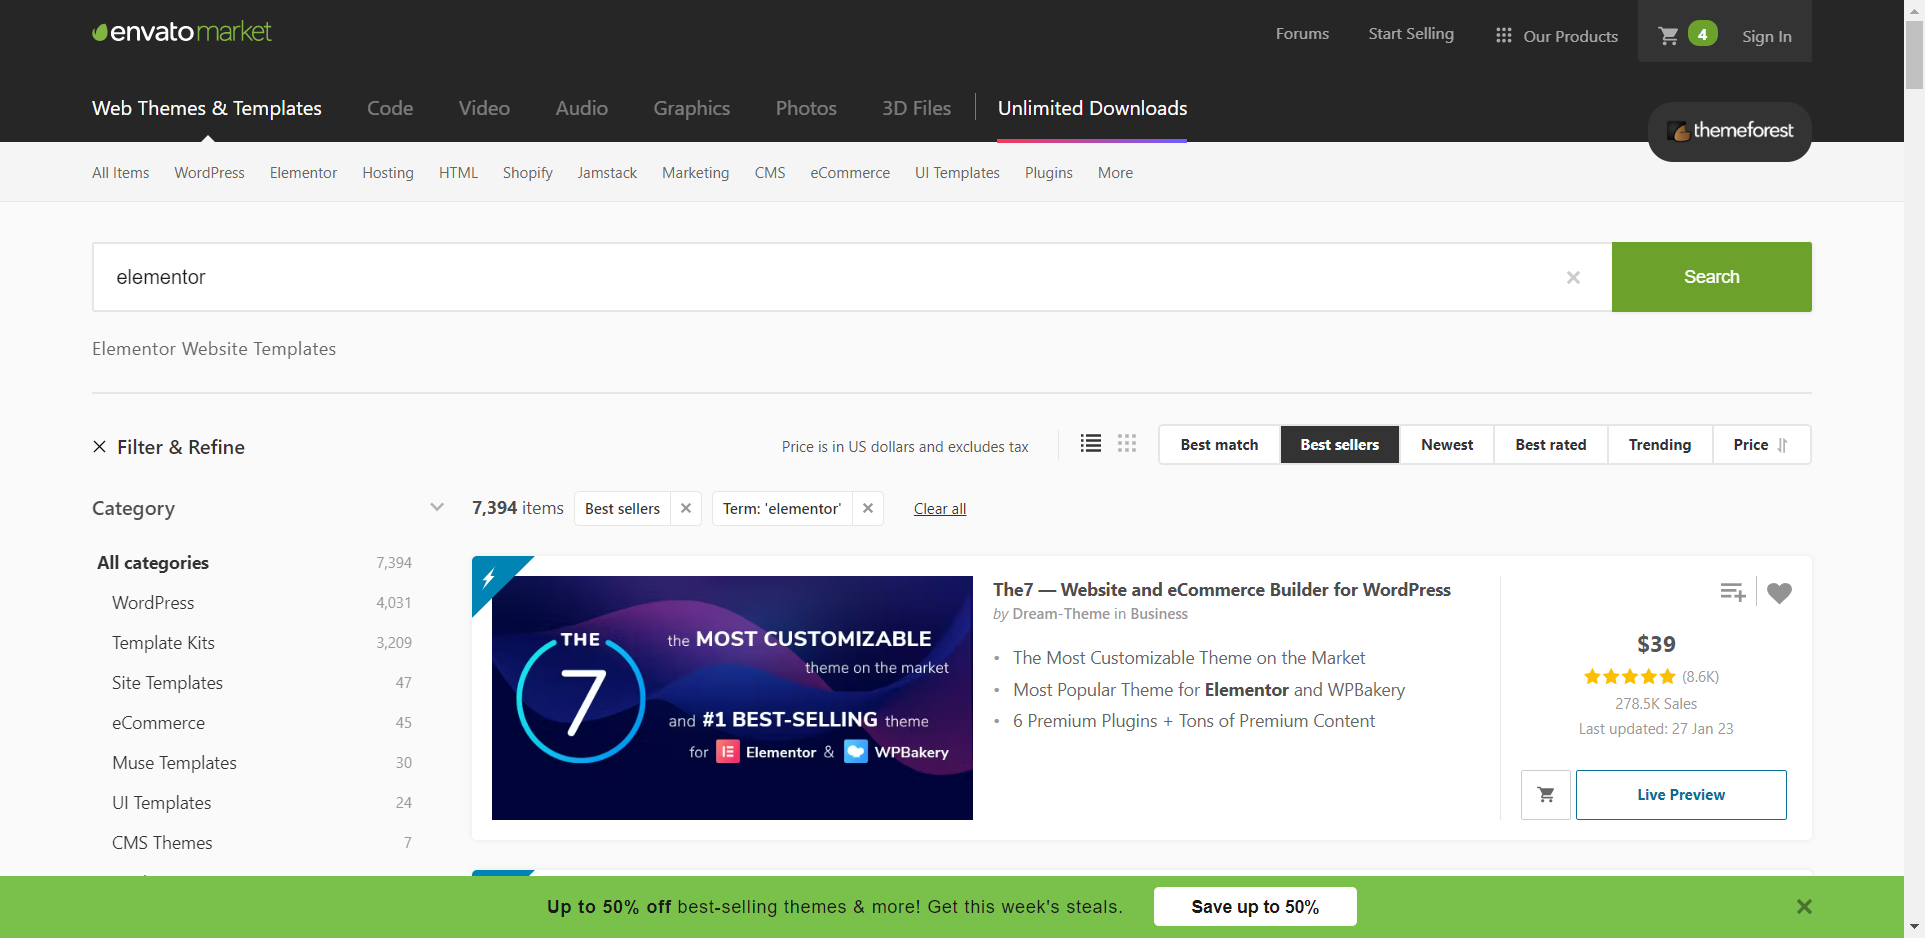 envato market
Forums
Start Selling
Our Products
4
Sign In
Web Themes & Templates
Code
Video
Audio
Graphics
Photos
3D Files
Unlimited Downloads
themeforest
All Items
WordPress
Elementor
Hosting
HTML
Shopify
Jamstack
Marketing
CMS
eCommerce
UI Templates
Plugins
More
elementor
Search
Elementor Website Templates
Filter & Refine
Price is in US dollars and excludes tax
Best match
Best sellers
Newest
Best rated
Trending
Price
Category
7,394 items
Best sellers
Term: 'elementor'
Clear all
All categories 7,394
WordPress 4,031
Template Kits 3,209
Site Templates 47
eCommerce 45
Muse Templates 30
UI Templates 24
CMS Themes 7
THE
7
the MOST CUSTOMIZABLE
theme on the market
and #1 BEST-SELLING theme
for Elementor & WPBakery
The7 — Website and eCommerce Builder for WordPress
by Dream-Theme in Business
• The Most Customizable Theme on the Market
• Most Popular Theme for Elementor and WPBakery
• 6 Premium Plugins + Tons of Premium Content
$39
(8.6K)
278.5K Sales
Last updated: 27 Jan 23
Live Preview
Up to 50% off best-selling themes & more! Get this week's steals.
Save up to 50%